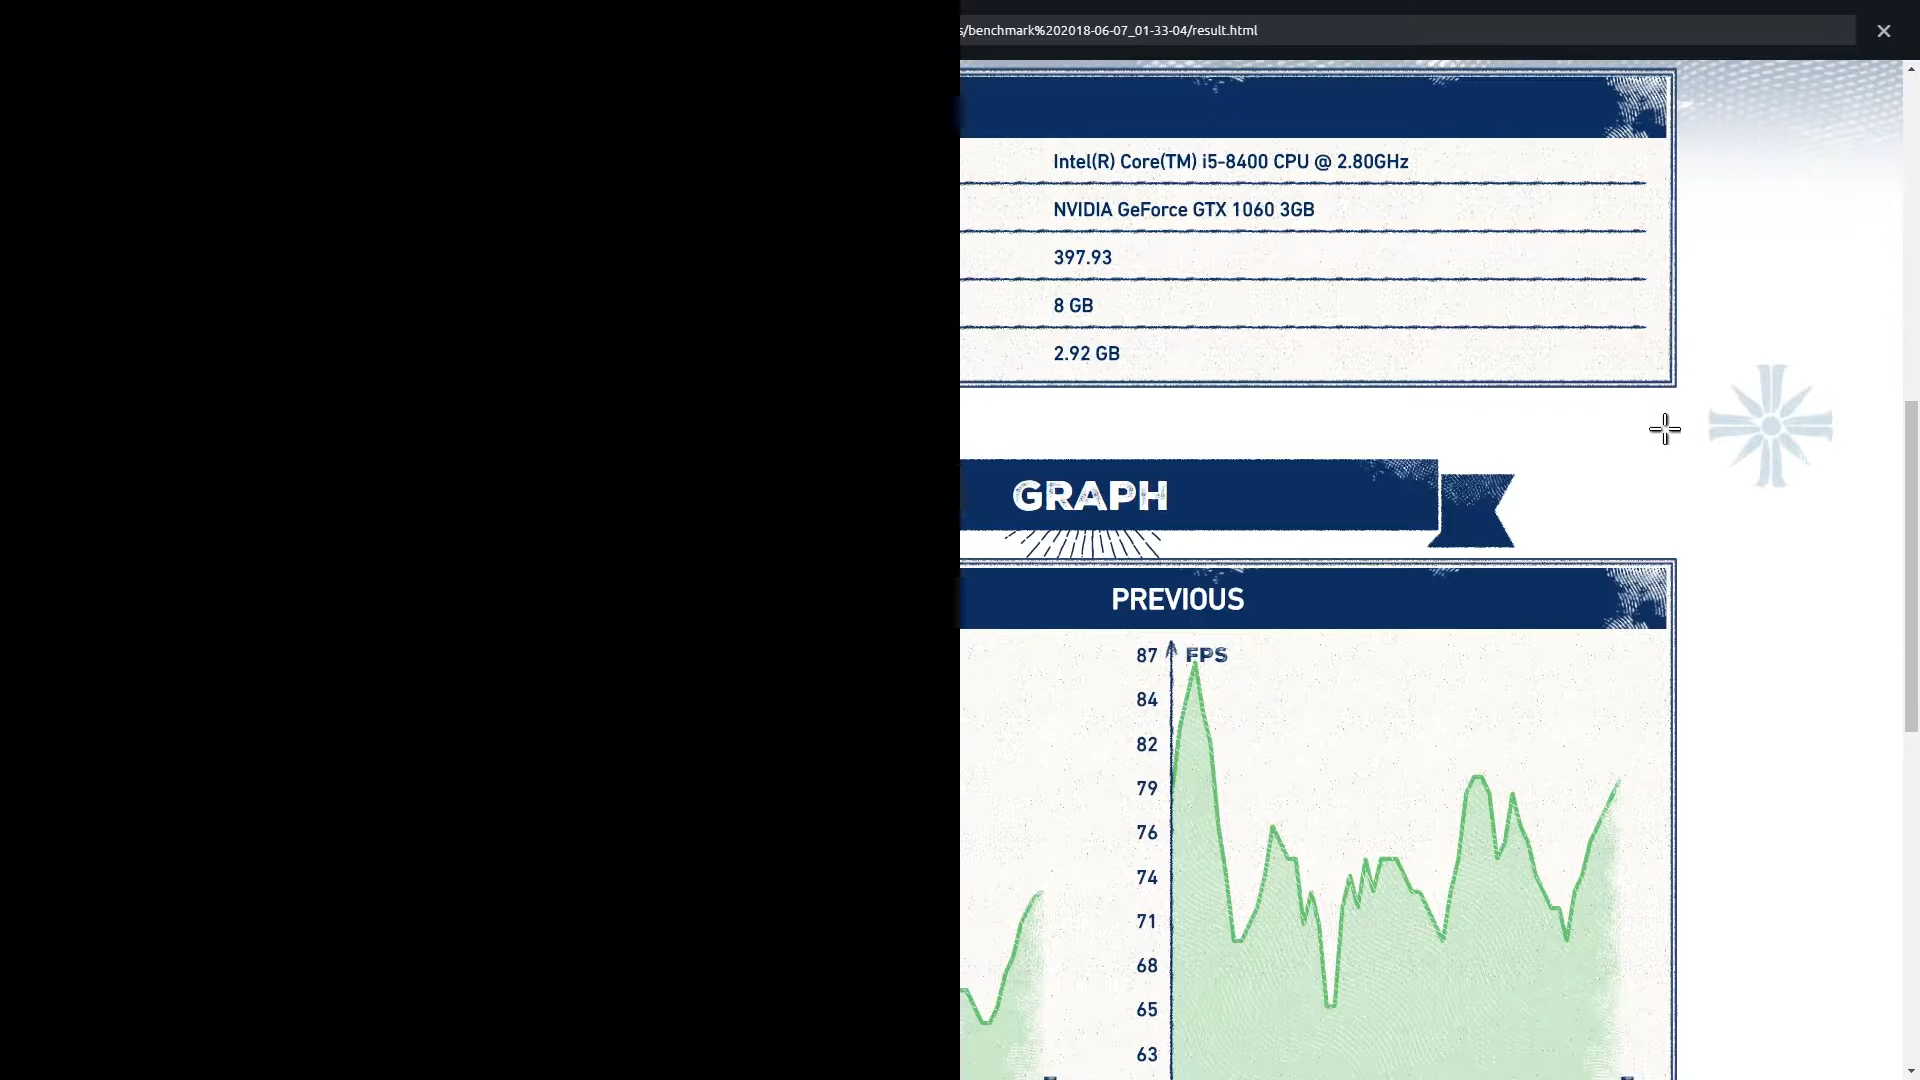 s/benchmark%202018-06-07_01-33-04/result.html
Intel(R) Core(TM) i5-8400 CPU @ 2.80GHz
NVIDIA GeForce GTX 1060 3GB
397.93
8 GB
2.92 GB
GRAPH
PREVIOUS
87 FPS
84
82
79
76
74
71
68
65
63